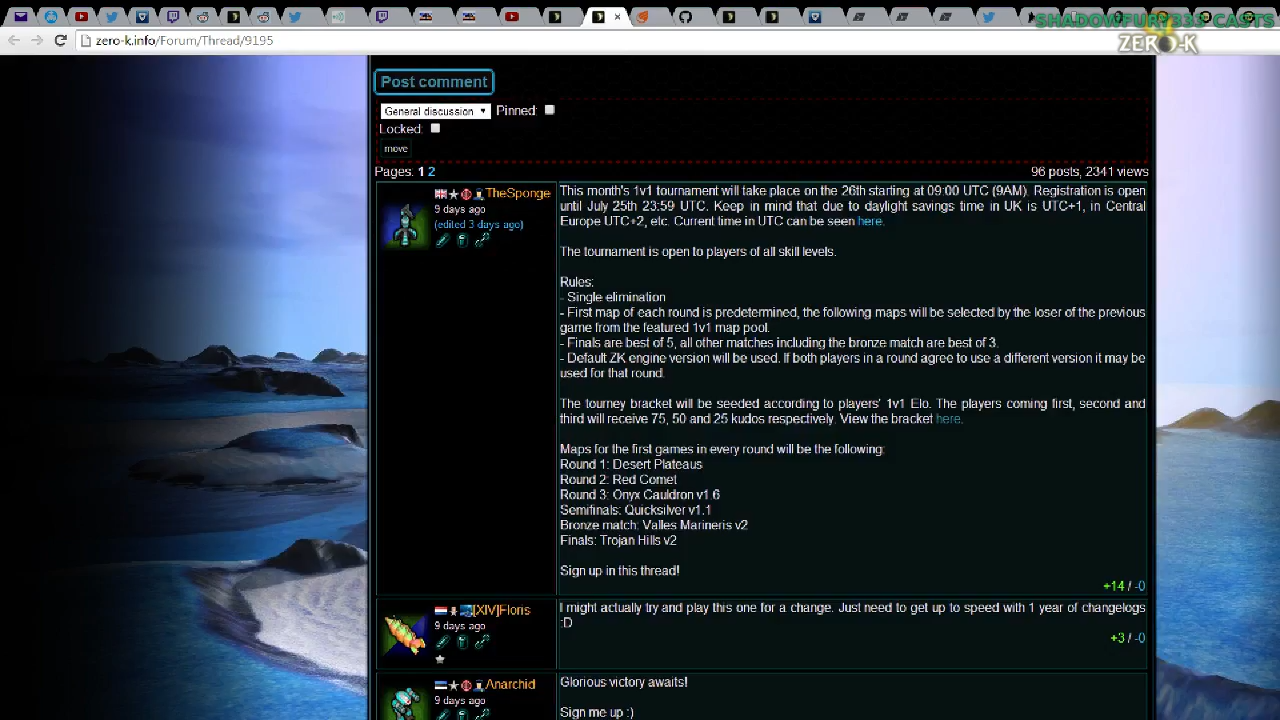 SHADOWFURY333 CASTS
ZERO-K
zero-k.info/Forum/Thread/9195
Post comment
General discussion
Pinned:
Locked:
move
Pages: 1 2
96 posts, 2341 views
TheSponge
9 days ago
(edited 3 days ago)
This month's 1v1 tournament will take place on the 26th starting at 09:00 UTC (9AM). Registration is open
until July 25th 23:59 UTC. Keep in mind that due to daylight savings time in UK is UTC+1, in Central
Europe UTC+2, etc. Current time in UTC can be seen here.
The tournament is open to players of all skill levels.
Rules:
- Single elimination
- First map of each round is predetermined, the following maps will be selected by the loser of the previous
game from the featured 1v1 map pool.
- Finals are best of 5, all other matches including the bronze match are best of 3.
- Default ZK engine version will be used. If both players in a round agree to use a different version it may be
used for that round.
The tourney bracket will be seeded according to players' 1v1 Elo. The players coming first, second and
third will receive 75, 50 and 25 kudos respectively. View the bracket here.
Maps for the first games in every round will be the following:
Round 1: Desert Plateaus
Round 2: Red Comet
Round 3: Onyx Cauldron v1.6
Semifinals: Quicksilver v1.1
Bronze match: Valles Marineris v2
Finals: Trojan Hills v2
Sign up in this thread!
+14 / -0
[XIV]Floris
9 days ago
I might actually try and play this one for a change. Just need to get up to speed with 1 year of changelogs
:D
+3 / -0
Anarchid
9 days ago
Glorious victory awaits!
Sign me up :)